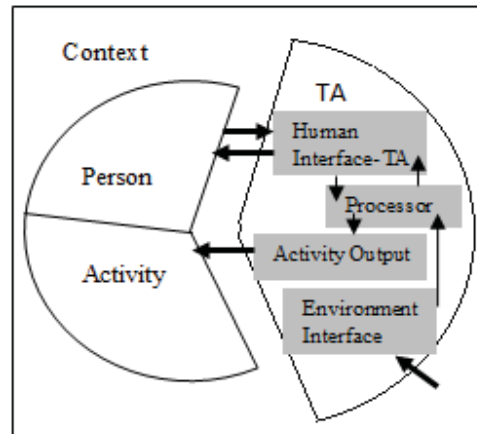 Context
TA
Human
Interface-TA
Person
Processor
Activity Output
Activity
Environment
Interface